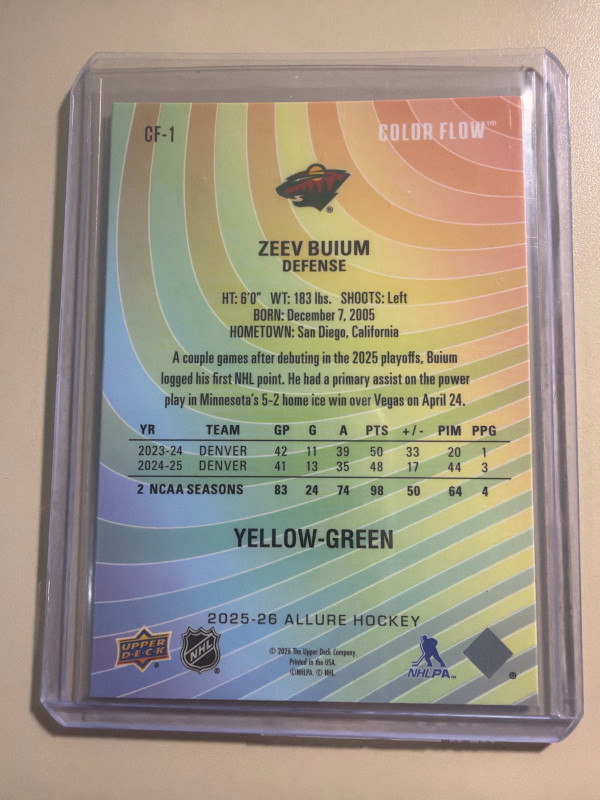 CF-1
COLOR FLOW™
®
ZEEV BUIUM
DEFENSE
HT: 6'0" WT: 183 lbs. SHOOTS: Left
BORN: December 7, 2005
HOMETOWN: San Diego, California
A couple games after debuting in the 2025 playoffs, Buium
logged his first NHL point. He had a primary assist on the power
play in Minnesota's 5-2 home ice win over Vegas on April 24.
YR TEAM GP G A PTS +/- PIM PPG
2023-24 DENVER 42 11 39 50 33 20 1
2024-25 DENVER 41 13 35 48 17 44 3
2 NCAA SEASONS 83 24 74 98 50 64 4
YELLOW-GREEN
2025-26 ALLURE HOCKEY
UPPER
DECK
NHL
© 2026 The Upper Deck Company.
Printed in the USA.
©NHLPA. © NHL.
NHLPA™
®